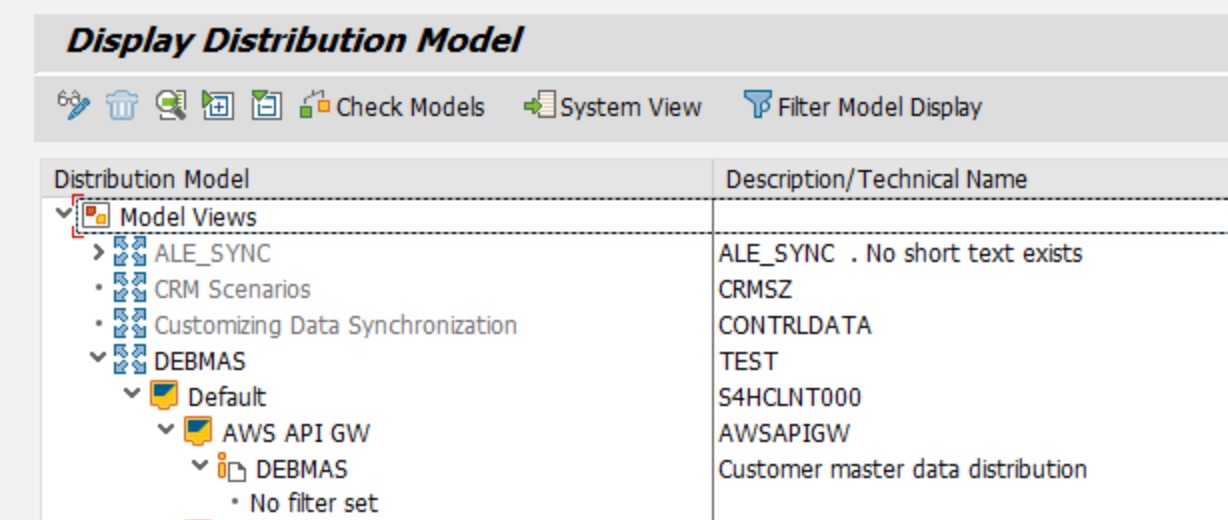 Display Distribution Model
Check Models System View Filter Model Display
Distribution Model Description/Technical Name
Model Views
ALE_SYNC ALE_SYNC . No short text exists
CRM Scenarios CRMSZ
Customizing Data Synchronization CONTRLDATA
DEBMAS TEST
Default S4HCLNT000
AWS API GW AWSAPIGW
DEBMAS Customer master data distribution
No filter set